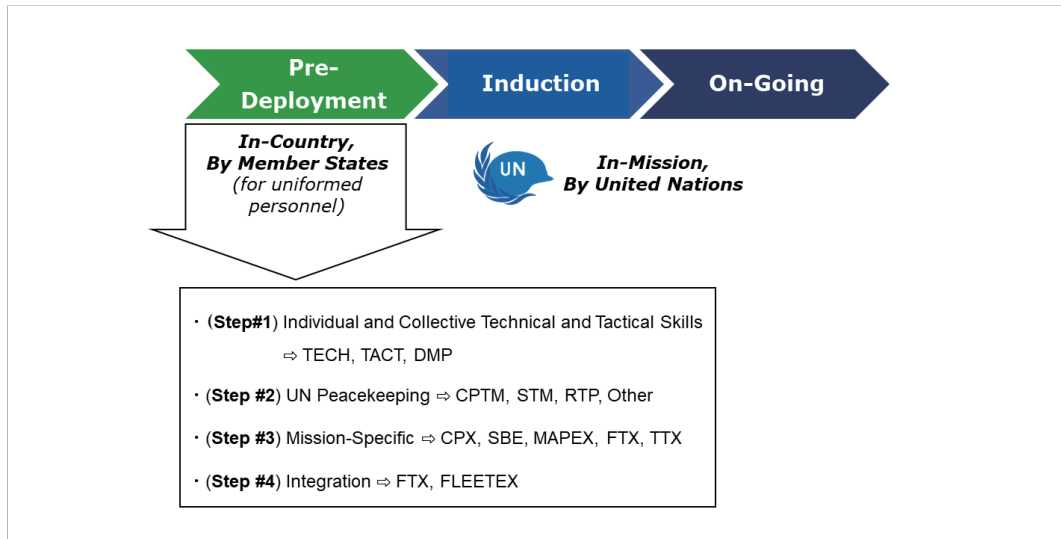 Pre-
Deployment
Induction
On-Going
In-Country,
By Member States
(for uniformed
personnel)
UN
In-Mission,
By United Nations
・(Step#1) Individual and Collective Technical and Tactical Skills
⇨ TECH, TACT, DMP
・(Step #2) UN Peacekeeping ⇨ CPTM, STM, RTP, Other
・(Step #3) Mission-Specific ⇨ CPX, SBE, MAPEX, FTX, TTX
・(Step #4) Integration ⇨ FTX, FLEETEX